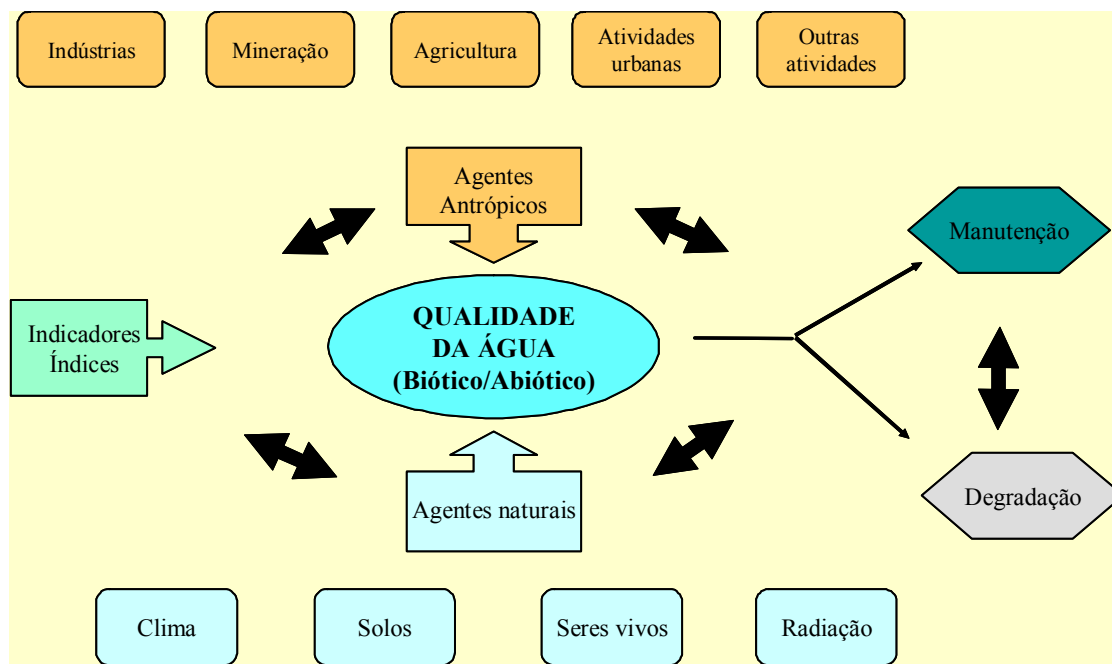 Indústrias
Mineração
Agricultura
Atividades
urbanas
Outras
atividades
Agentes
Antrópicos
Manutenção
Indicadores
Índices
QUALIDADE
DA ÁGUA
(Biótico/Abiótico)
Agentes naturais
Degradação
Clima
Solos
Seres vivos
Radiação